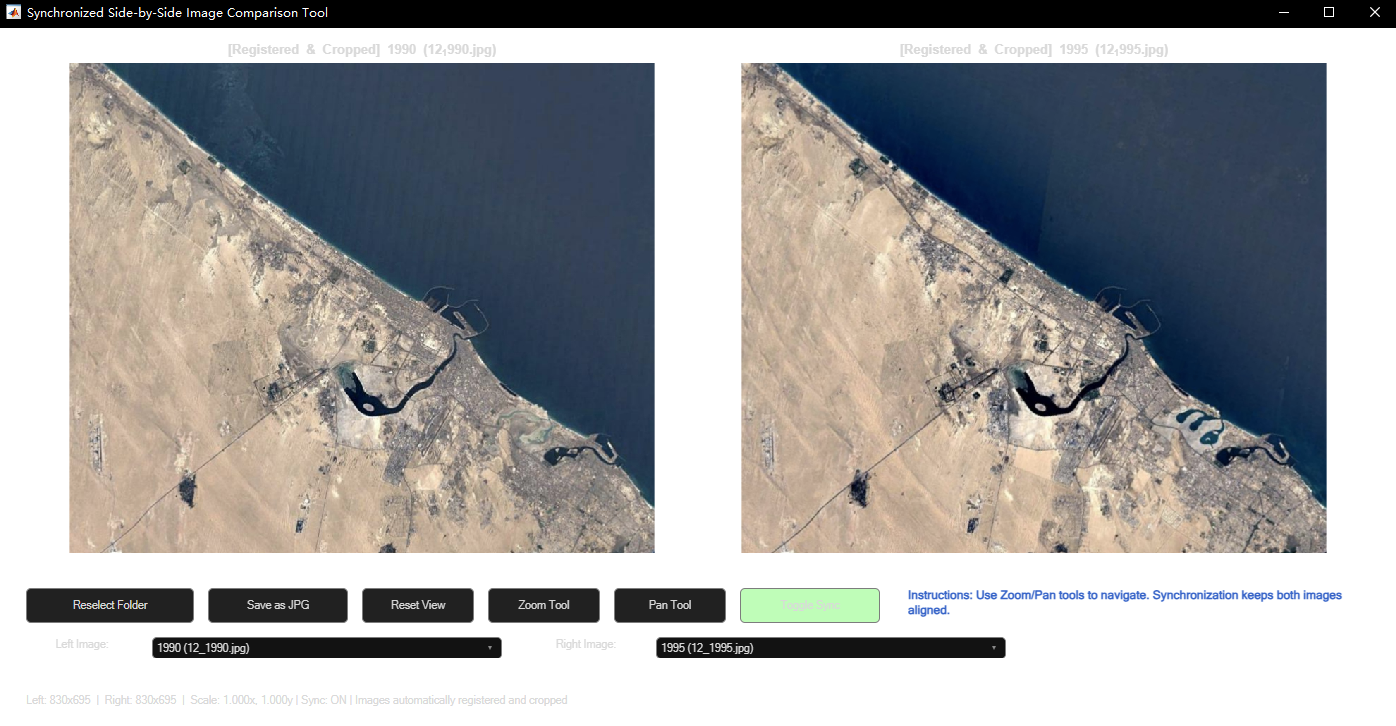 Synchronized Side-by-Side Image Comparison Tool
[Registered & Cropped] 1990 (12₁990.jpg)
[Registered & Cropped] 1995 (12₁995.jpg)
Reselect Folder
Save as JPG
Reset View
Zoom Tool
Pan Tool
Toggle Sync
Instructions: Use Zoom/Pan tools to navigate. Synchronization keeps both images
aligned.
Left Image:
1990 (12_1990.jpg)
Right Image:
1995 (12_1995.jpg)
Left: 830x695 | Right: 830x695 | Scale: 1.000x, 1.000y | Sync: ON | Images automatically registered and cropped